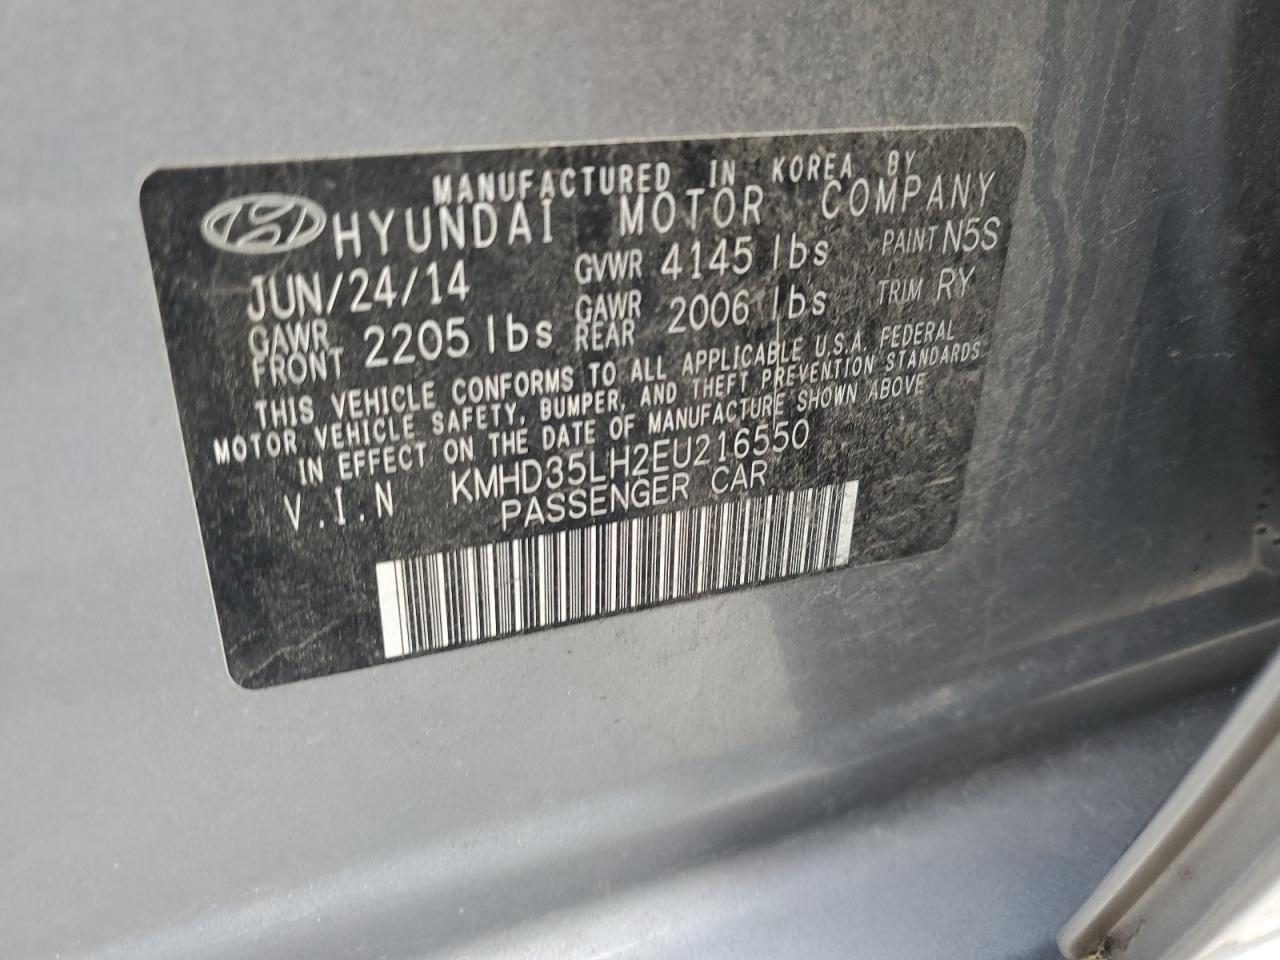 MANUFACTURED IN KOREA BY
HYUNDAI MOTOR COMPANY
JUN/24/14 GVWR 4145 lbs PAINT N5S
GAWR FRONT 2205 lbs GAWR REAR 2006 lbs TRIM RY
THIS VEHICLE CONFORMS TO ALL APPLICABLE U.S.A. FEDERAL
MOTOR VEHICLE SAFETY, BUMPER, AND THEFT PREVENTION STANDARDS
IN EFFECT ON THE DATE OF MANUFACTURE SHOWN ABOVE
V.I.N KMHD35LH2EU216550
PASSENGER CAR